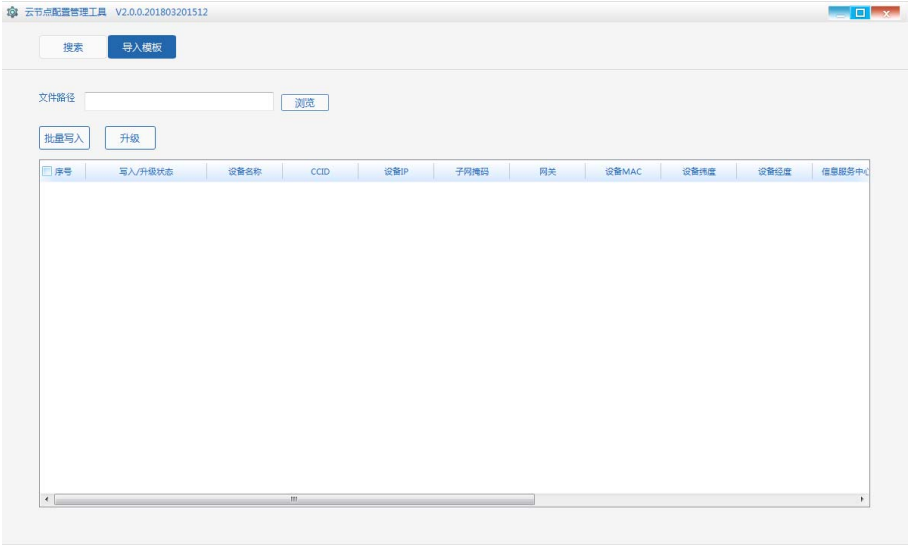 云节点配置管理工具 V2.0.0.201803201512
搜索 导入模板
文件路径 浏览
批量写入 升级
序号 写入/升级状态 设备名称 CCID 设备IP 子网掩码 网关 设备MAC 设备纬度 设备经度 信息服务中心